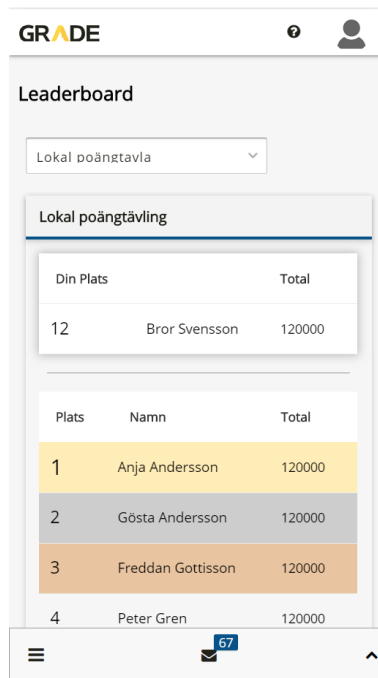 GRADE
Leaderboard
Lokal poängtavla
Lokal poängtävling
Din Plats Total
12 Bror Svensson 120000
Plats Namn Total
1 Anja Andersson 120000
2 Gösta Andersson 120000
3 Freddan Gottisson 120000
4 Peter Gren 120000
67